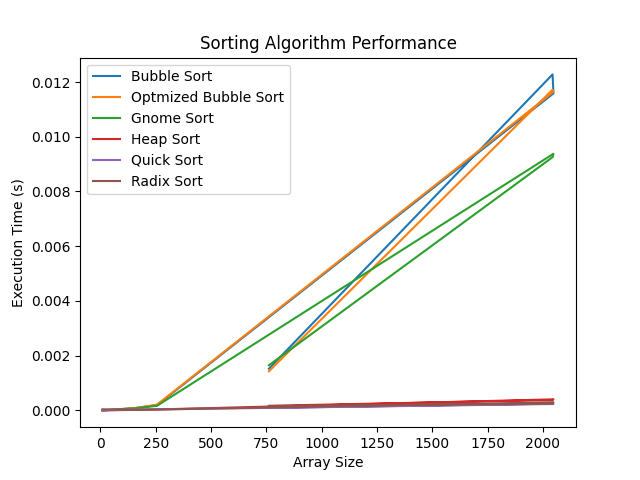 Sorting Algorithm Performance
Bubble Sort
Optmized Bubble Sort
Gnome Sort
Heap Sort
Quick Sort
Radix Sort
Execution Time (s)
0.012
0.010
0.008
0.006
0.004
0.002
0.000
0 250 500 750 1000 1250 1500 1750 2000
Array Size